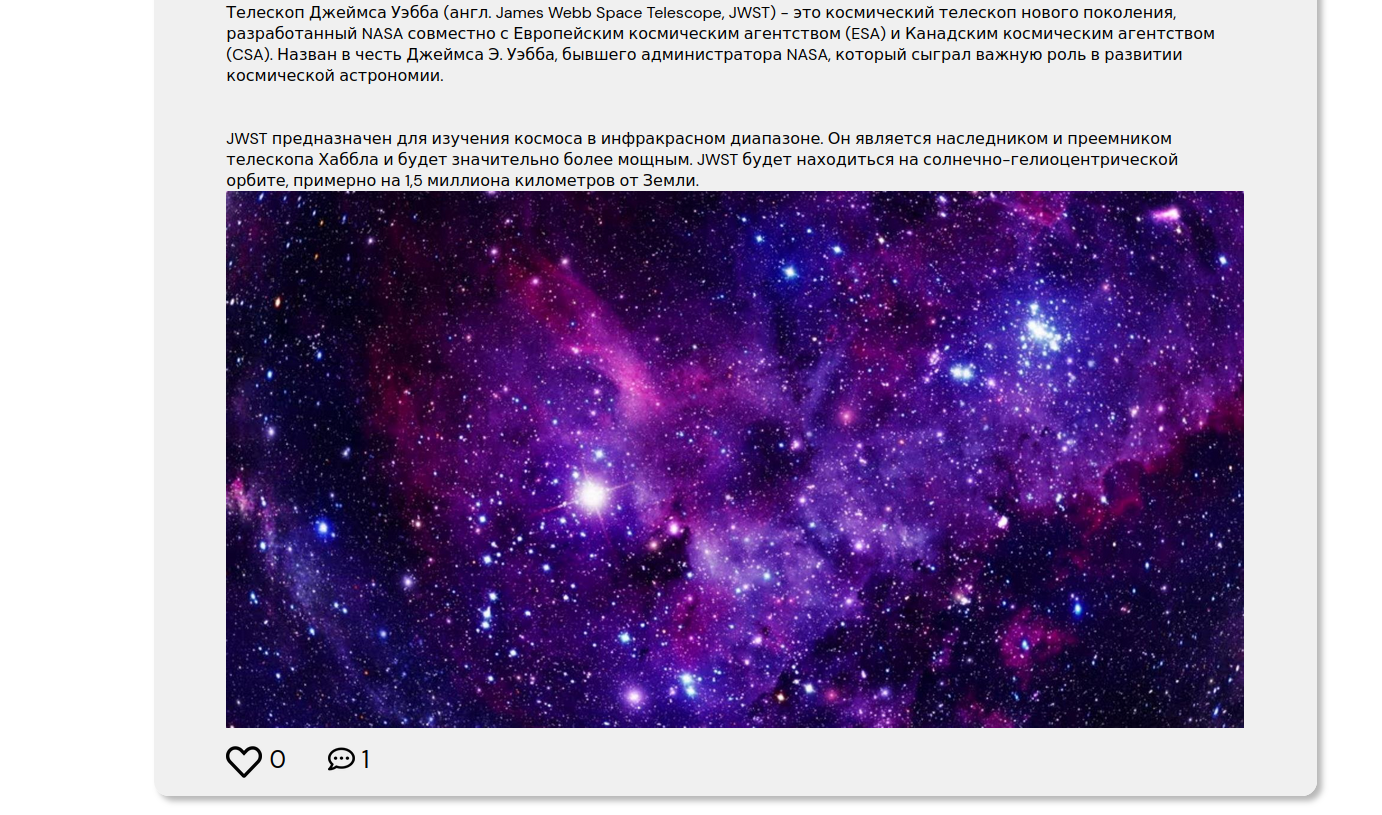 Телескоп Джеймса Уэбба (англ. James Webb Space Telescope, JWST) - это космический телескоп нового поколения,
разработанный NASA совместно с Европейским космическим агентством (ESA) и Канадским космическим агентством
(CSA). Назван в честь Джеймса Э. Уэбба, бывшего администратора NASA, который сыграл важную роль в развитии
космической астрономии.
JWST предназначен для изучения космоса в инфракрасном диапазоне. Он является наследником и преемником
телескопа Хаббла и будет значительно более мощным. JWST будет находиться на солнечно-гелиоцентрической
орбите, примерно на 1,5 миллиона километров от Земли.
0 1